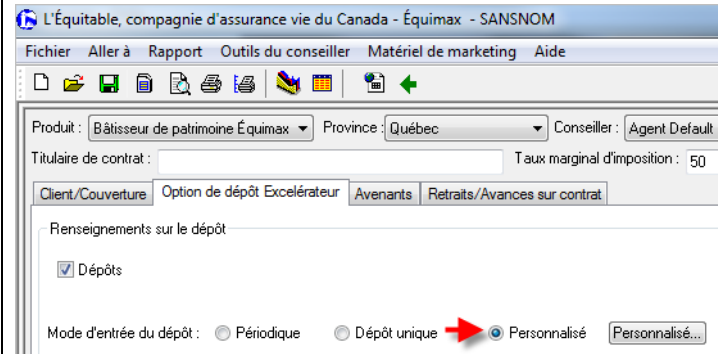 L'Équitable, compagnie d'assurance vie du Canada - Équimax - SANSNOM
Fichier Aller à Rapport Outils du conseiller Matériel de marketing Aide
Produit : Bâtisseur de patrimoine Équimax Province : Québec Conseiller : Agent Default
Titulaire de contrat : Taux marginal d'imposition : 50
Client/Couverture Option de dépôt Excelérateur Avenants Retraits/Avances sur contrat
Renseignements sur le dépôt
Dépôts
Mode d'entrée du dépôt : Périodique Dépôt unique Personnalisé Personnalisé...